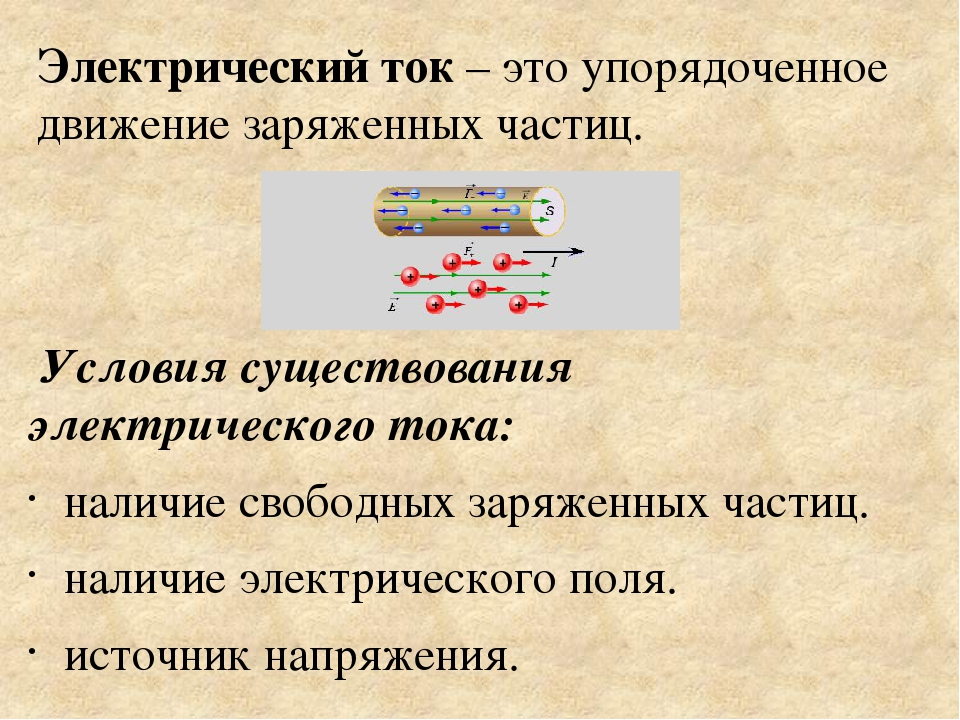 Электрический ток – это упорядоченное
движение заряженных частиц.
E
S
I
E
Условия существования
электрического тока:
· наличие свободных заряженных частиц.
· наличие электрического поля.
· источник напряжения.